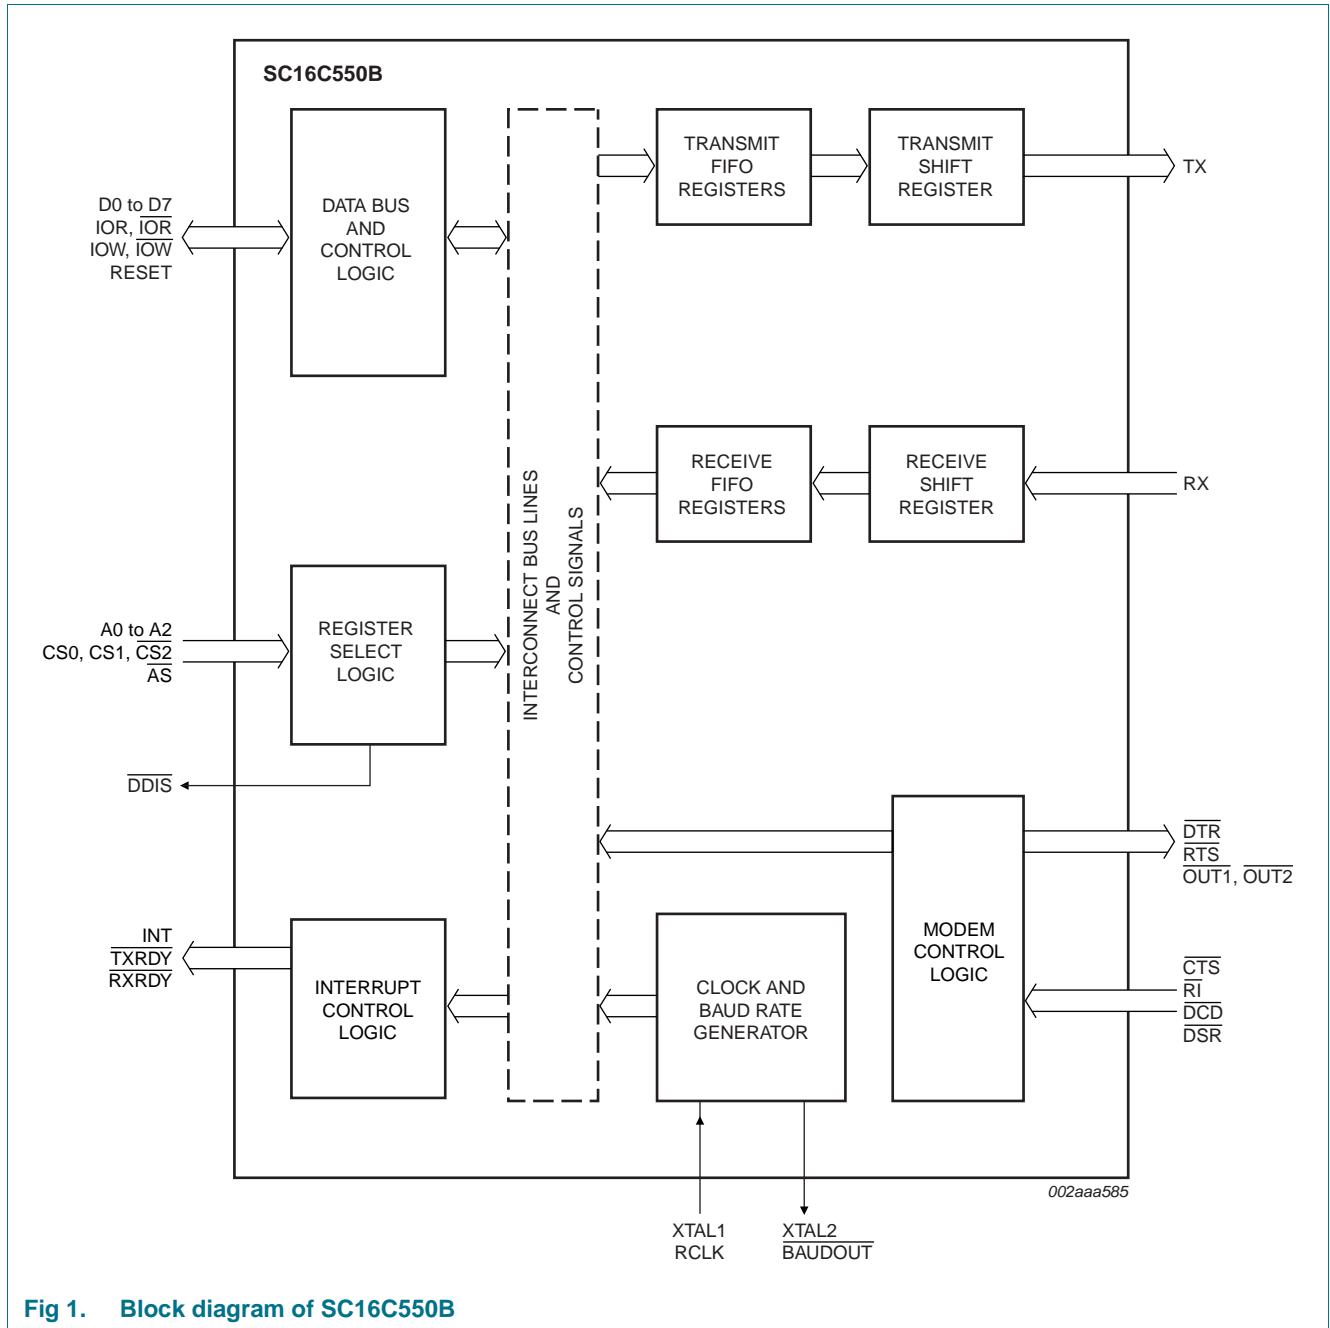 SC16C550B
D0 to D7
IOR, IOR
IOW, IOW
RESET
DATA BUS
AND
CONTROL
LOGIC
TRANSMIT
FIFO
REGISTERS
TRANSMIT
SHIFT
REGISTER
TX
INTERCONNECT BUS LINES
AND
CONTROL SIGNALS
RECEIVE
FIFO
REGISTERS
RECEIVE
SHIFT
REGISTER
RX
A0 to A2
CS0, CS1, CS2
AS
REGISTER
SELECT
LOGIC
DDIS
DTR
RTS
OUT1, OUT2
MODEM
CONTROL
LOGIC
CTS
RI
DCD
DSR
INT
TXRDY
RXRDY
INTERRUPT
CONTROL
LOGIC
CLOCK AND
BAUD RATE
GENERATOR
XTAL1
RCLK
XTAL2
BAUDOUT
002aaa585
Fig 1. Block diagram of SC16C550B